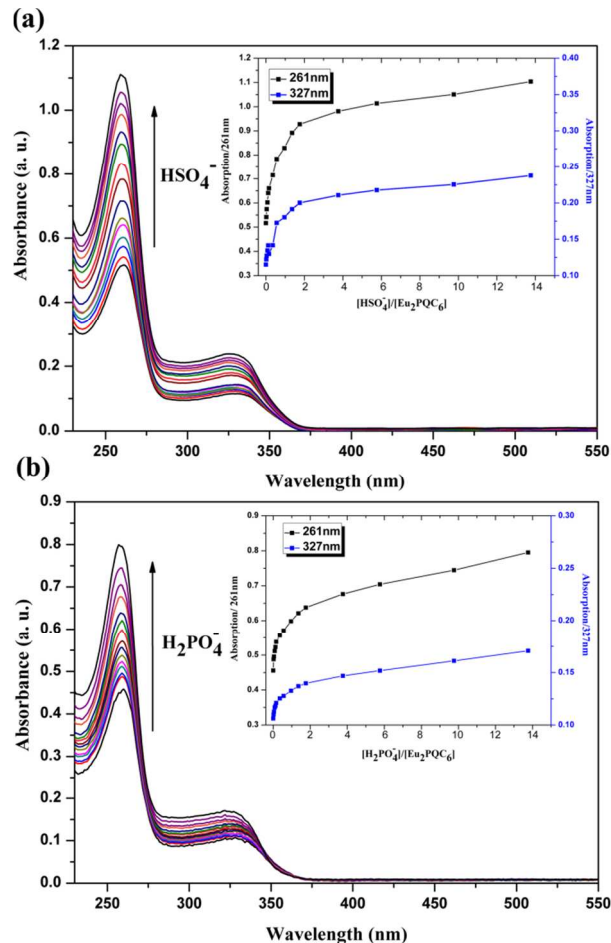 (a)
1.2
1.0
0.8
0.6
0.4
0.2
0.0
Absorbance (a. u.)
250 300 350 400 450 500 550
Wavelength (nm)
HSO₄⁻
261nm
327nm
1.2
1.1
1.0
0.9
0.8
0.7
0.6
0.5
0.4
0.3
Absorption/261nm
0.40
0.35
0.30
0.25
0.20
0.15
0.10
Absorption/327nm
0 2 4 6 8 10 12 14
[HSO₄⁻]/[Eu₂PQC₆]
(b)
0.9
0.8
0.7
0.6
0.5
0.4
0.3
0.2
0.1
0.0
Absorbance (a. u.)
250 300 350 400 450 500 550
Wavelength (nm)
H₂PO₄⁻
261nm
327nm
0.9
0.8
0.7
0.6
0.5
0.4
0.3
Absorption/ 261nm
0.30
0.25
0.20
0.15
0.10
Absorption/327nm
0 2 4 6 8 10 12 14
[H₂PO₄⁻]/[Eu₂PQC₆]